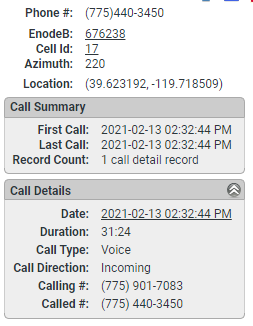 Phone #: (775)440-3450
EnodeB: 676238
Cell Id: 17
Azimuth: 220
Location: (39.623192, -119.718509)
Call Summary
First Call: 2021-02-13 02:32:44 PM
Last Call: 2021-02-13 02:32:44 PM
Record Count: 1 call detail record
Call Details
Date: 2021-02-13 02:32:44 PM
Duration: 31:24
Call Type: Voice
Call Direction: Incoming
Calling #: (775) 901-7083
Called #: (775) 440-3450